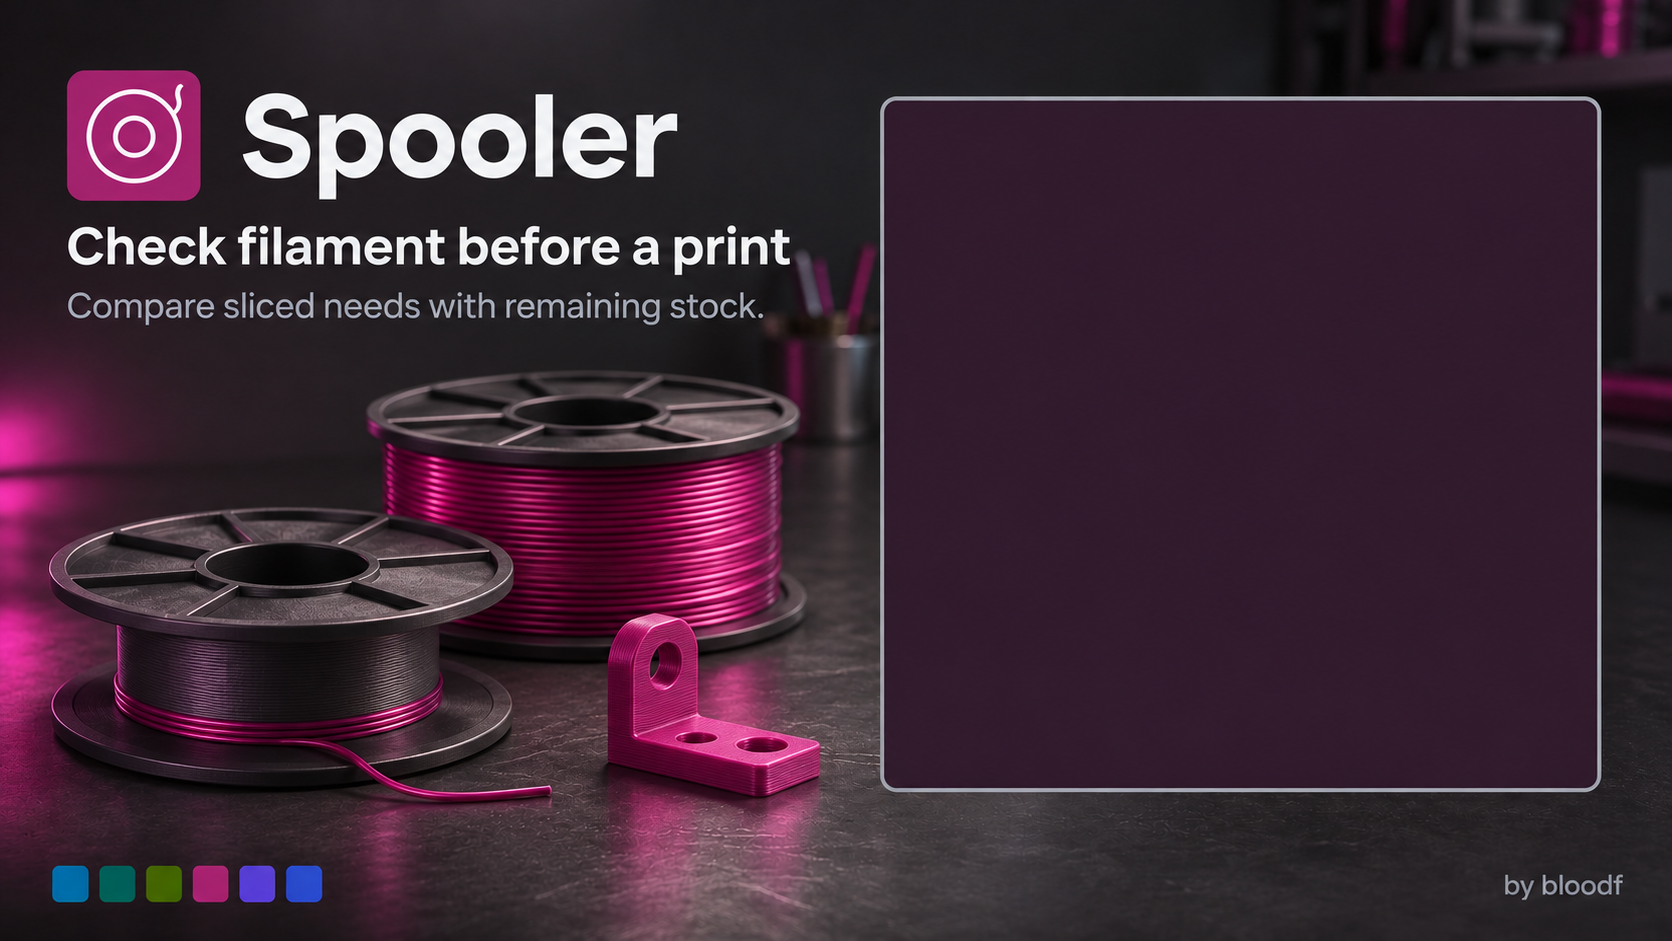 Spooler
Check filament before a print
Compare sliced needs with remaining stock.
by bloodf